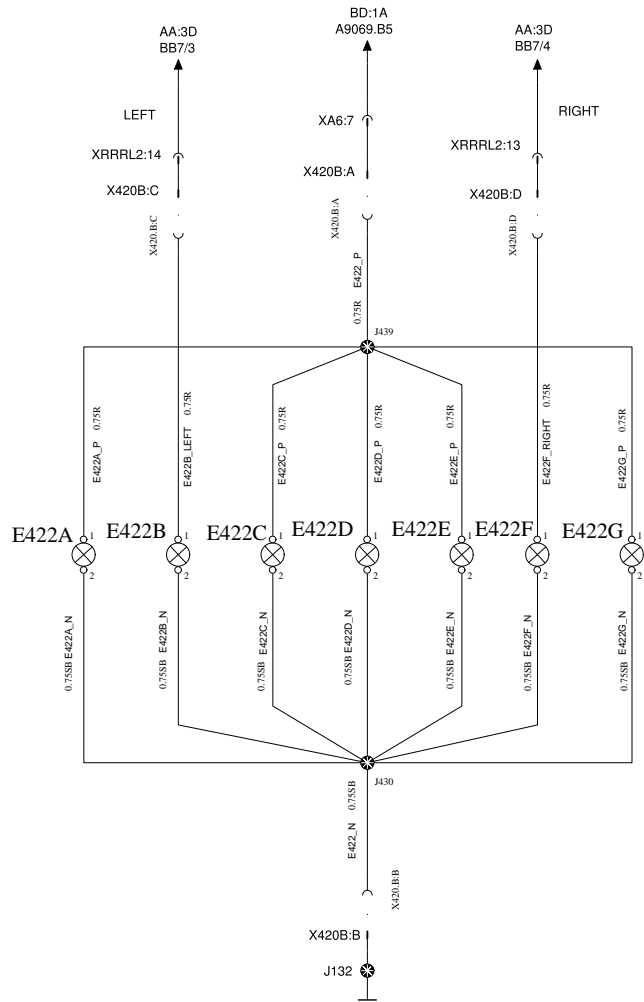 AA:3D
BB7/3
BD:1A
A9069.B5
AA:3D
BB7/4
LEFT
RIGHT
XA6:7
XRRRL2:14
XRRRL2:13
X420B:A
X420B:C
X420B:D
X420.B:C
X420.B:A
X420.B:D
E422_P
0.75R
J439
E422A_P 0.75R
E422B_LEFT 0.75R
E422C_P 0.75R
E422D_P 0.75R
E422E_P 0.75R
E422F_RIGHT 0.75R
E422G_P 0.75R
E422A 1
E422B 1
E422C 1
E422D 1
E422E 1
E422F 1
E422G 1
2
2
2
2
2
2
2
0.75SB E422A_N
0.75SB E422B_N
0.75SB E422C_N
0.75SB E422D_N
0.75SB E422E_N
0.75SB E422F_N
0.75SB E422G_N
J430
0.75SB
E422_N
X420.B:B
X420B:B
J132